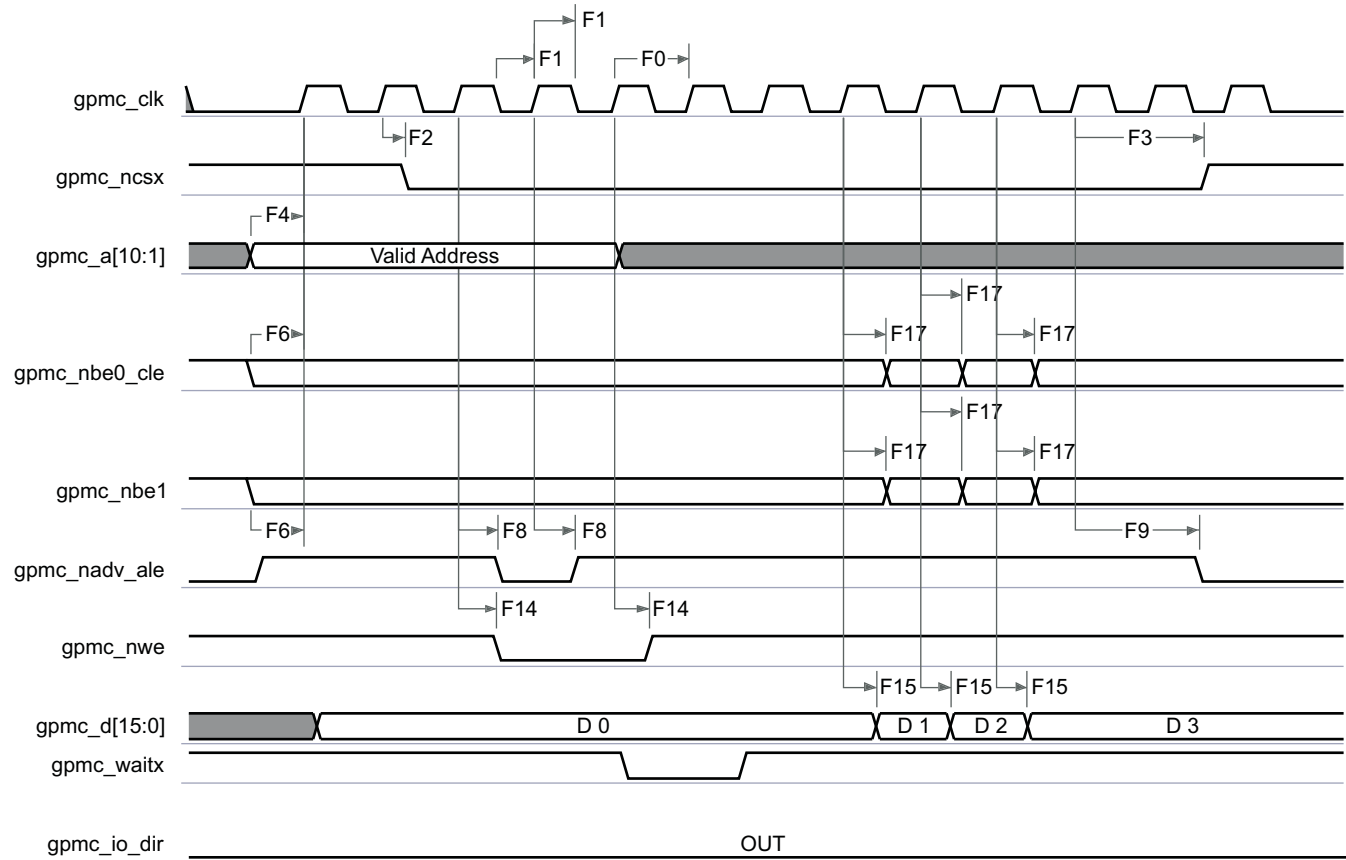 F1
F1
F0
gpmc_clk
F2
F3
gpmc_ncsx
F4
gpmc_a[10:1]
Valid Address
F17
F6
F17
F17
gpmc_nbe0_cle
F17
F17
F17
gpmc_nbe1
F6
F8
F8
F9
gpmc_nadv_ale
F14
F14
gpmc_nwe
F15
F15
F15
gpmc_d[15:0]
D 0
D 1
D 2
D 3
gpmc_waitx
gpmc_io_dir
OUT